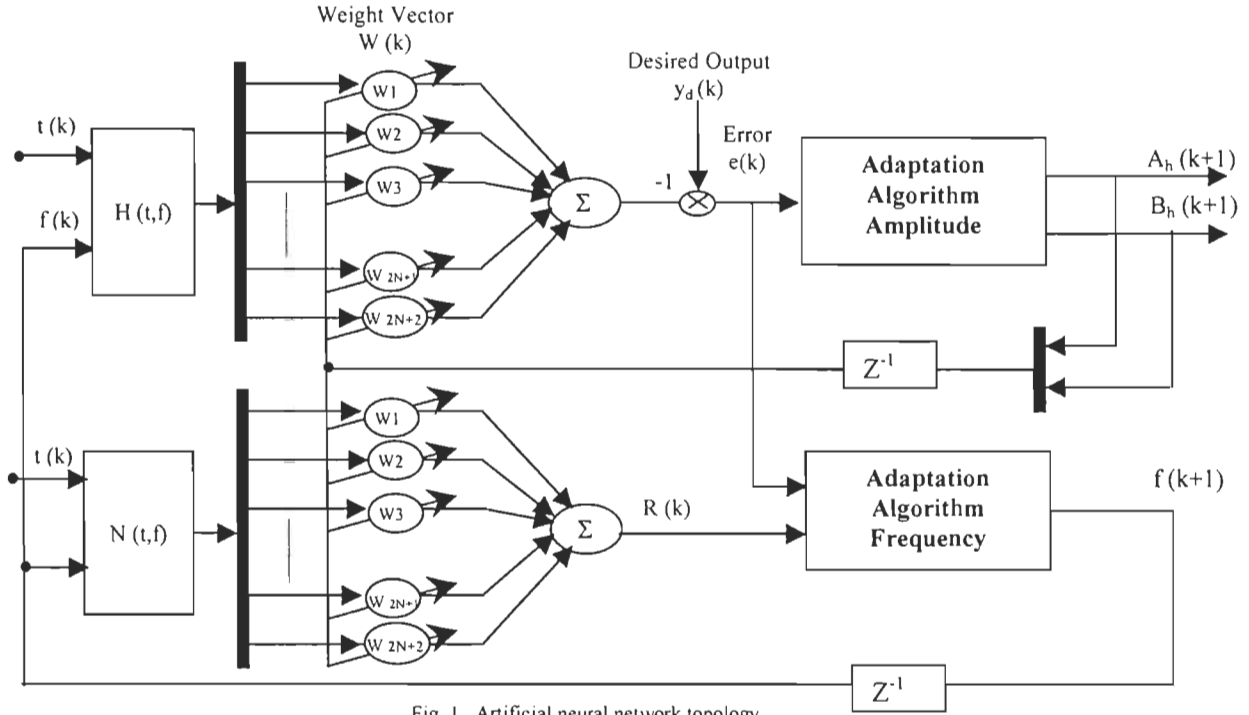 Weight Vector
W (k)
Desired Output
y_d (k)
Error
e(k)
-1
t (k)
f (k)
H (t,f)
W1
W2
W3
W 2N+1
W 2N+2
Σ
Adaptation
Algorithm
Amplitude
A_h (k+1)
B_h (k+1)
Z^-1
t (k)
N (t,f)
W1
W2
W3
W 2N+1
W 2N+2
Σ
R (k)
Adaptation
Algorithm
Frequency
f (k+1)
Z^-1
Fig. 1. Artificial neural network topology